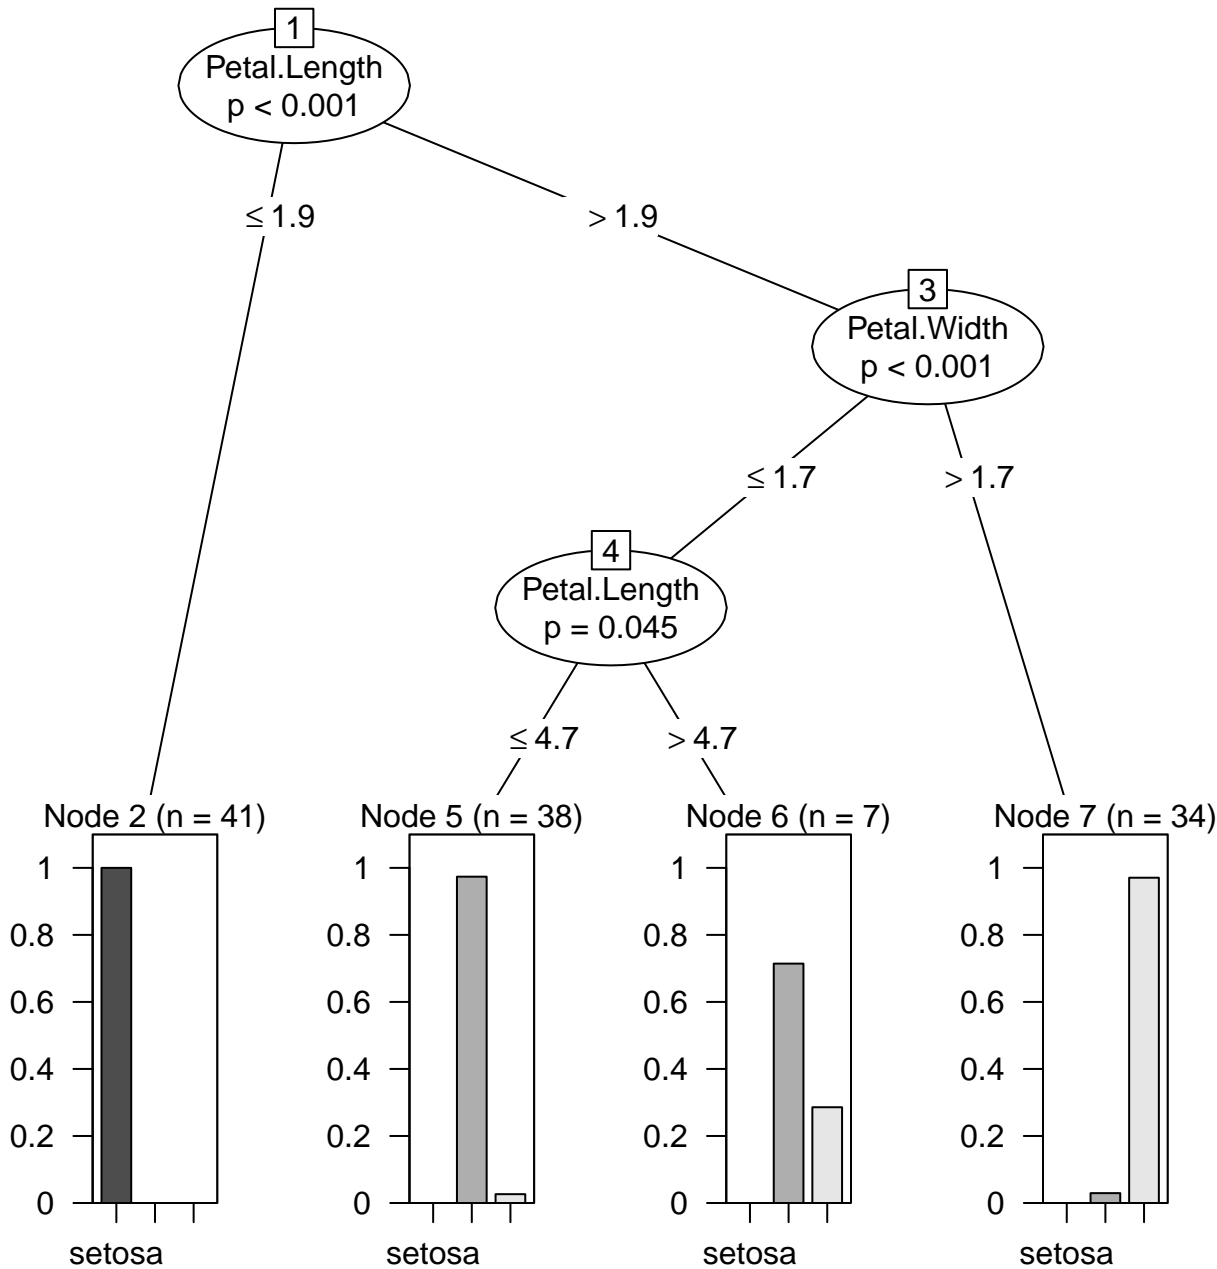 1
Petal.Length
p < 0.001
≤ 1.9
> 1.9
3
Petal.Width
p < 0.001
≤ 1.7
> 1.7
4
Petal.Length
p = 0.045
≤ 4.7
> 4.7
Node 2 (n = 41)
1
0.8
0.6
0.4
0.2
0
setosa
Node 5 (n = 38)
1
0.8
0.6
0.4
0.2
0
setosa
Node 6 (n = 7)
1
0.8
0.6
0.4
0.2
0
setosa
Node 7 (n = 34)
1
0.8
0.6
0.4
0.2
0
setosa